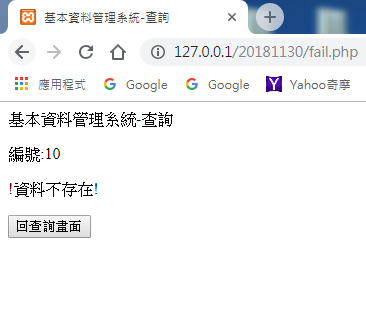 基本資料管理系統-查詢
127.0.0.1/20181130/fail.php
應用程式 Google Google Yahoo奇摩
基本資料管理系統-查詢
編號:10
!資料不存在!
回查詢畫面